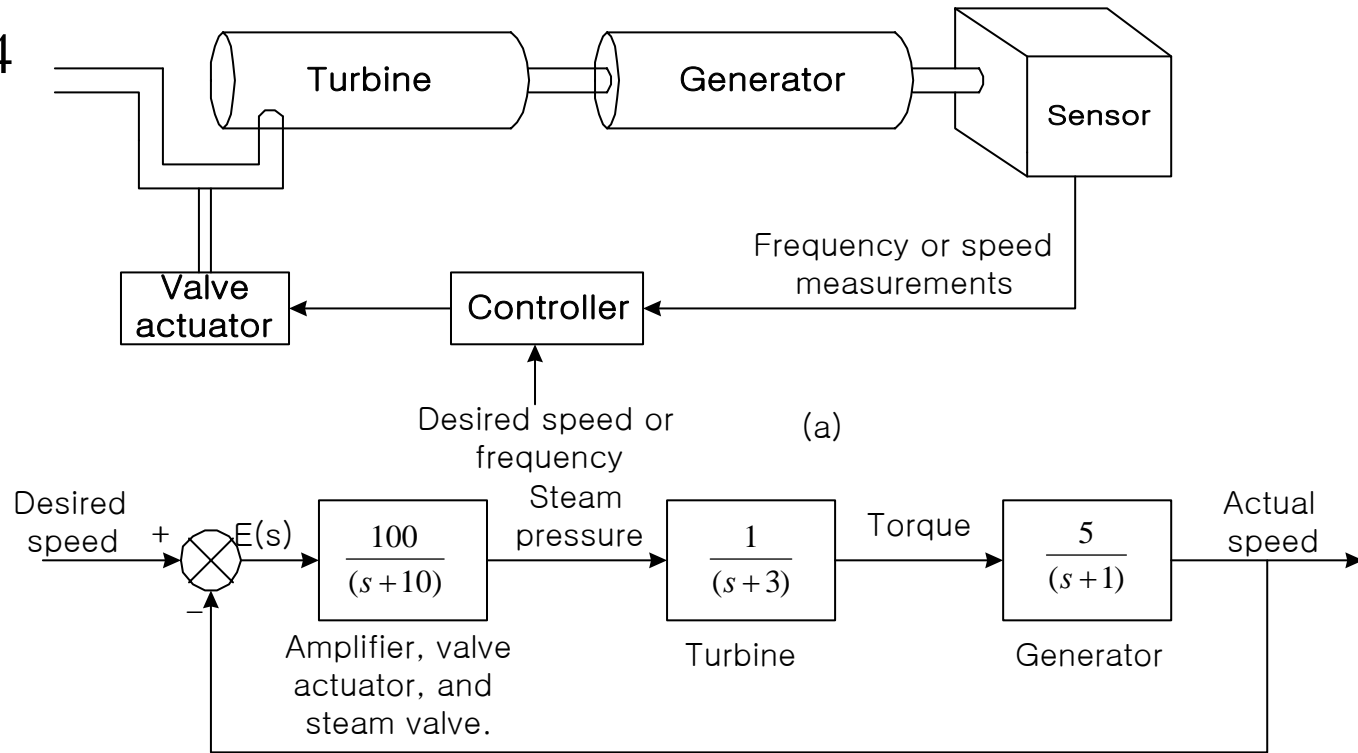 4
Turbine
Generator
Sensor
Frequency or speed
measurements
Valve
actuator
Controller
Desired speed or
frequency
(a)
Desired
speed
+
−
E(s)
100
(s+10)
Amplifier, valve
actuator, and
steam valve.
Steam
pressure
1
(s+3)
Turbine
Torque
5
(s+1)
Generator
Actual
speed